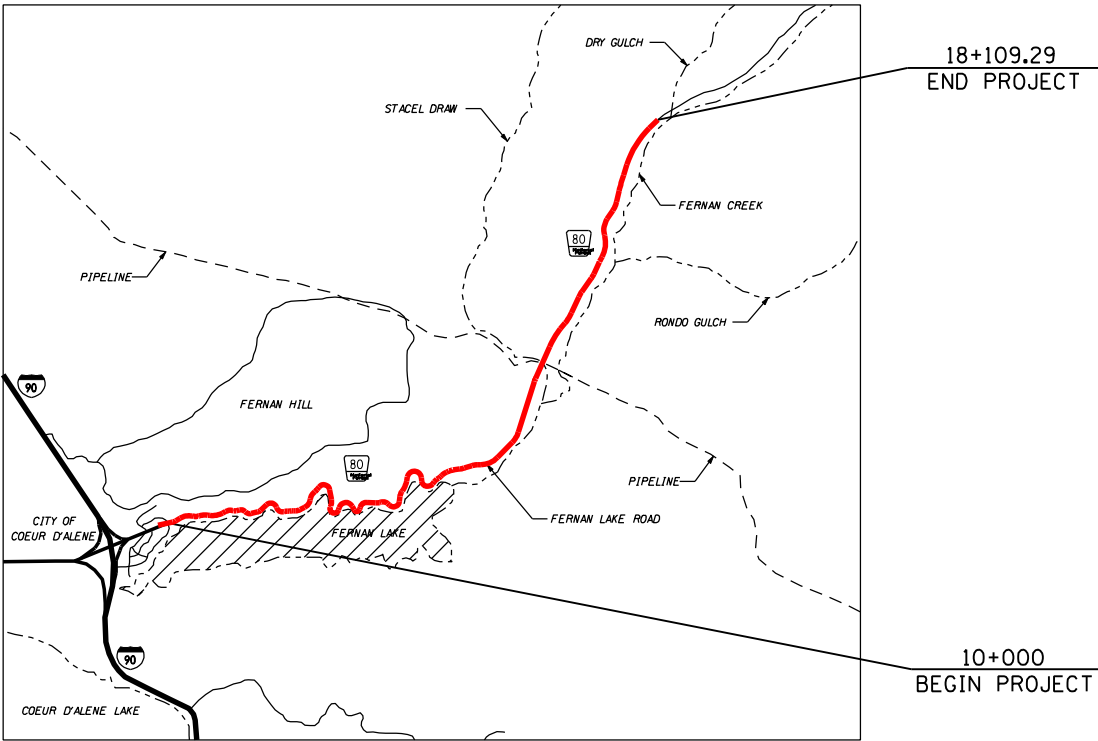 DRY GULCH
18+109.29
END PROJECT
STACEL DRAW
FERNAN CREEK
80
PIPELINE
RONDO GULCH
90
FERNAN HILL
80
PIPELINE
CITY OF
COEUR D'ALENE
FERNAN LAKE
FERNAN LAKE ROAD
90
10+000
BEGIN PROJECT
COEUR D'ALENE LAKE